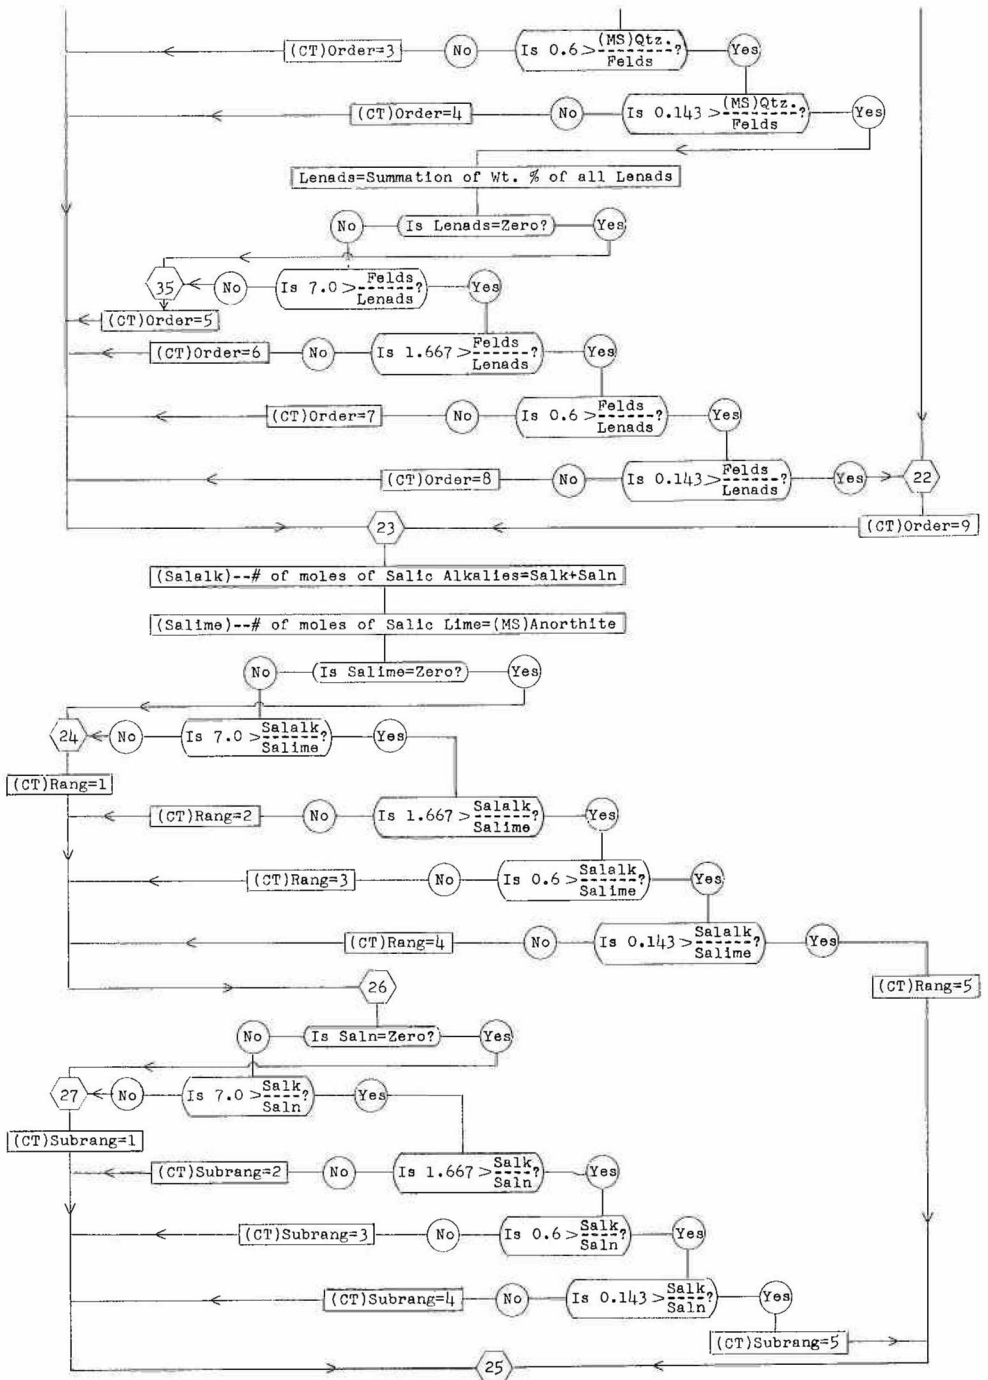 (CT)Order=3 No Is 0.6 > (MS)Qtz. / Felds ? Yes
(CT)Order=4 No Is 0.143 > (MS)Qtz. / Felds ? Yes
Lenads=Summation of Wt. % of all Lenads
No (Is Lenads=Zero?) Yes
35 No Is 7.0 > Felds / Lenads ? Yes
(CT)Order=5
(CT)Order=6 No Is 1.667 > Felds / Lenads ? Yes
(CT)Order=7 No Is 0.6 > Felds / Lenads ? Yes
(CT)Order=8 No Is 0.143 > Felds / Lenads ? Yes 22
23 (CT)Order=9
(Salalk)--# of moles of Salic Alkalies=Salk+Saln
(Salime)--# of moles of Salic Lime=(MS)Anorthite
No (Is Salime=Zero?) Yes
24 No Is 7.0 > Salalk / Salime ? Yes
(CT)Rang=1
(CT)Rang=2 No Is 1.667 > Salalk / Salime ? Yes
(CT)Rang=3 No Is 0.6 > Salalk / Salime ? Yes
(CT)Rang=4 No Is 0.143 > Salalk / Salime ? Yes
26 (CT)Rang=5
No (Is Saln=Zero?) Yes
27 No Is 7.0 > Salk / Saln ? Yes
(CT)Subrang=1
(CT)Subrang=2 No Is 1.667 > Salk / Saln ? Yes
(CT)Subrang=3 No Is 0.6 > Salk / Saln ? Yes
(CT)Subrang=4 No Is 0.143 > Salk / Saln ? Yes
(CT)Subrang=5
25